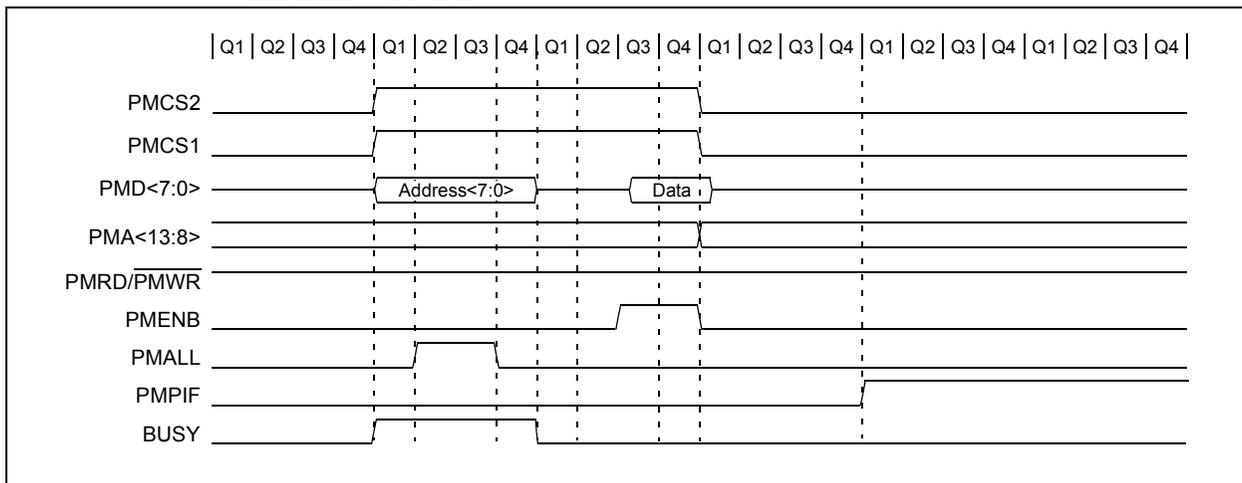 | Q1 | Q2 | Q3 | Q4 | Q1 | Q2 | Q3 | Q4 | Q1 | Q2 | Q3 | Q4 | Q1 | Q2 | Q3 | Q4 | Q1 | Q2 | Q3 | Q4 | Q1 | Q2 | Q3 | Q4 |
PMCS2
PMCS1
PMD<7:0> Address<7:0> Data
PMA<13:8>
PMRD/PMWR
PMENB
PMALL
PMPIF
BUSY